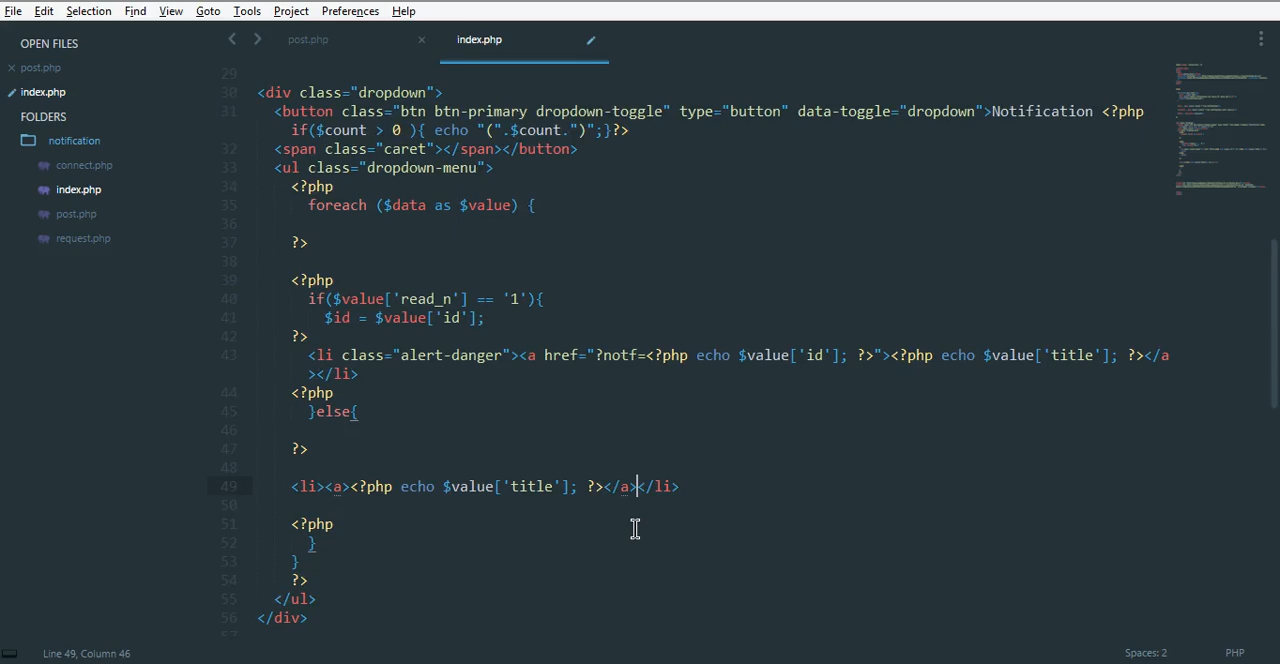 File Edit Selection Find View Goto Tools Project Preferences Help
OPEN FILES
post.php
index.php
FOLDERS
notification
connect.php
index.php
post.php
request.php
post.php
index.php
29
30 <div class="dropdown">
31 <button class="btn btn-primary dropdown-toggle" type="button" data-toggle="dropdown">Notification <?php
if($count > 0 ){ echo "(".$count.")";}?>
32 <span class="caret"></span></button>
33 <ul class="dropdown-menu">
34 <?php
35 foreach ($data as $value) {
36
37 ?>
38
39 <?php
40 if($value['read_n'] == '1'){
41 $id = $value['id'];
42 ?>
43 <li class="alert-danger"><a href="?notf=<?php echo $value['id']; ?>"><?php echo $value['title']; ?></a
></li>
44 <?php
45 }else{
46
47 ?>
48
49 <li><a><?php echo $value['title']; ?></a></li>
50
51 <?php
52 }
53 }
54 ?>
55 </ul>
56 </div>
57
Line 49, Column 46
Spaces: 2
PHP